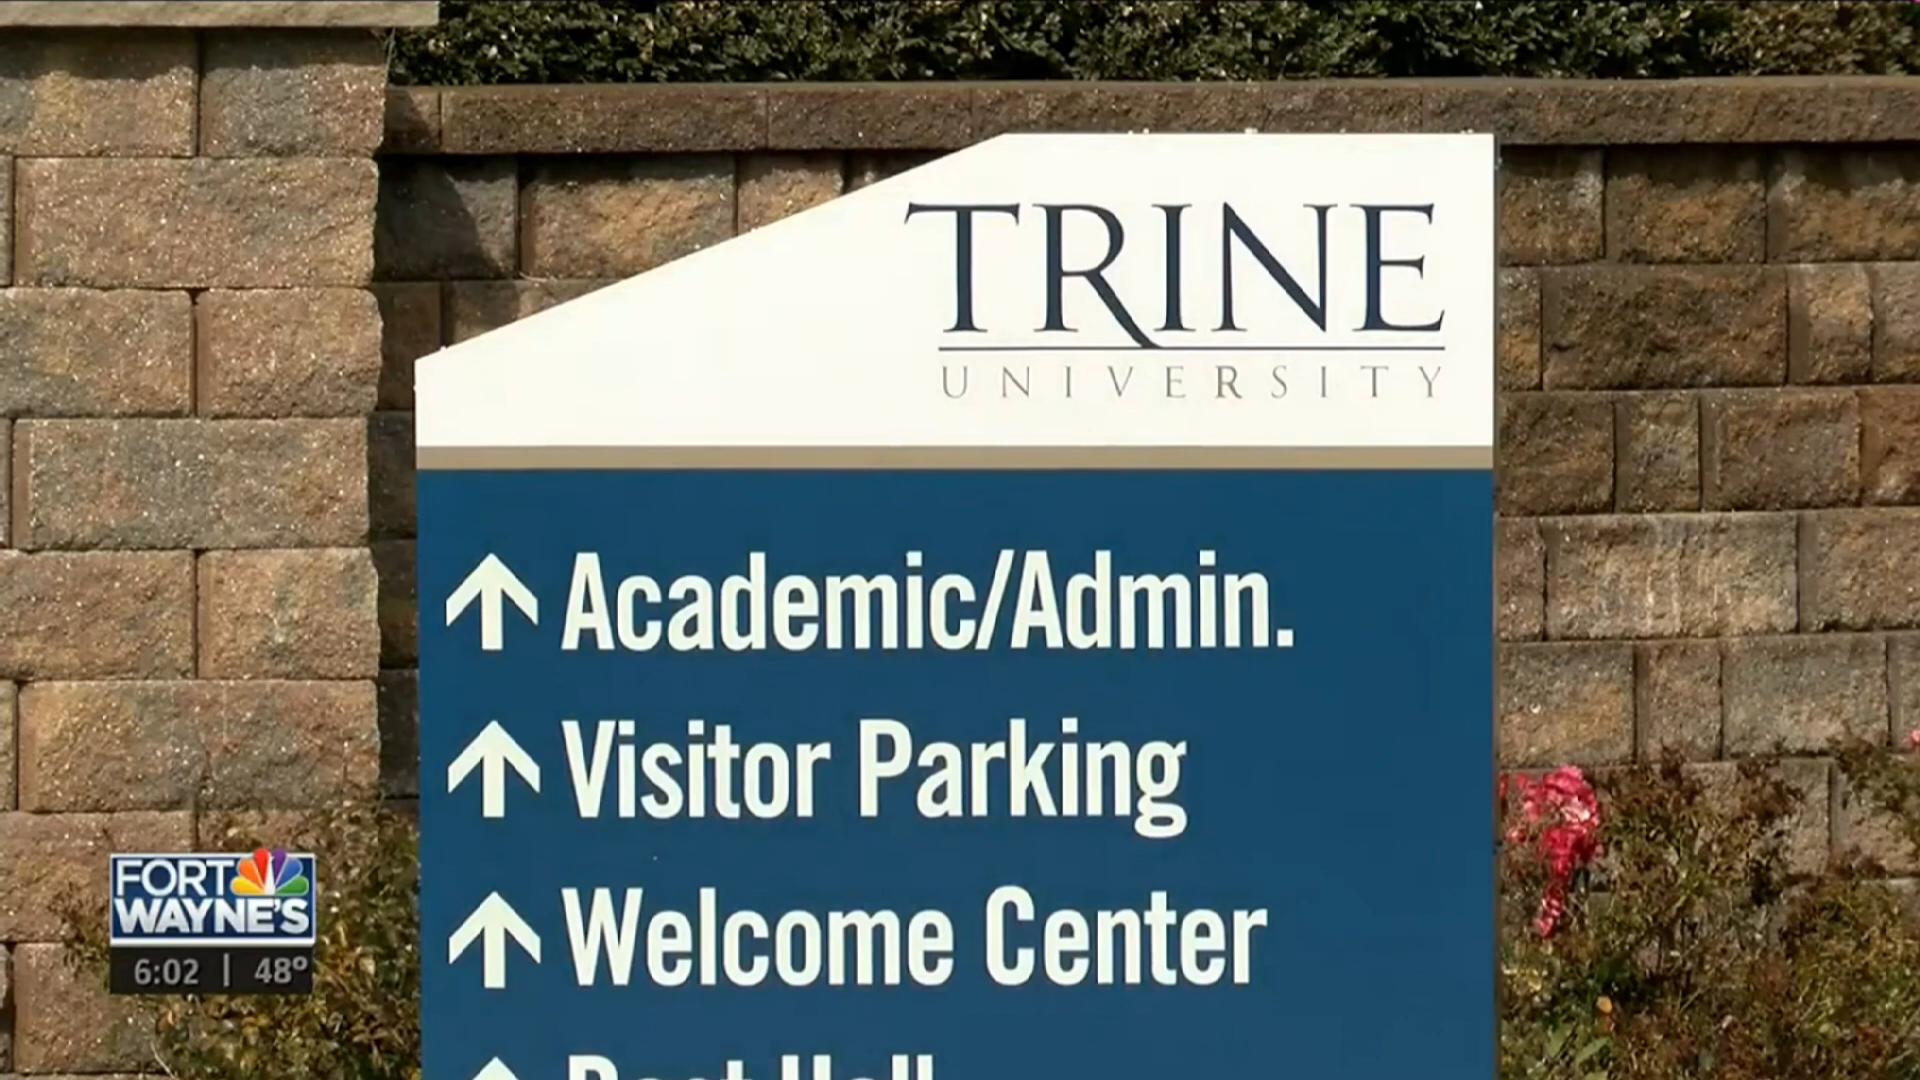 TRINE
UNIVERSITY
↑ Academic/Admin.
↑ Visitor Parking
↑ Welcome Center
FORT
WAYNE'S
6:02 | 48°